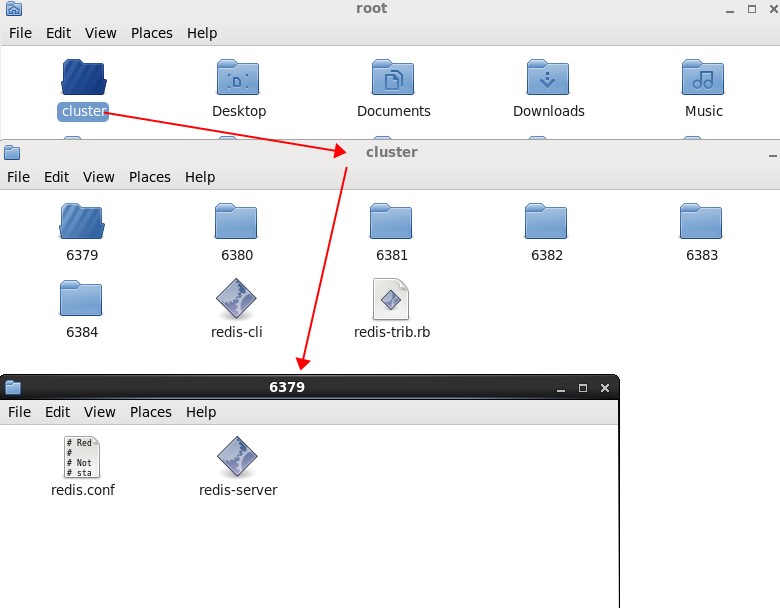 root
File Edit View Places Help
cluster Desktop Documents Downloads Music
cluster
File Edit View Places Help
6379 6380 6381 6382 6383
6384 redis-cli redis-trib.rb
6379
File Edit View Places Help
# Red
#
# Not
# sta
redis.conf redis-server